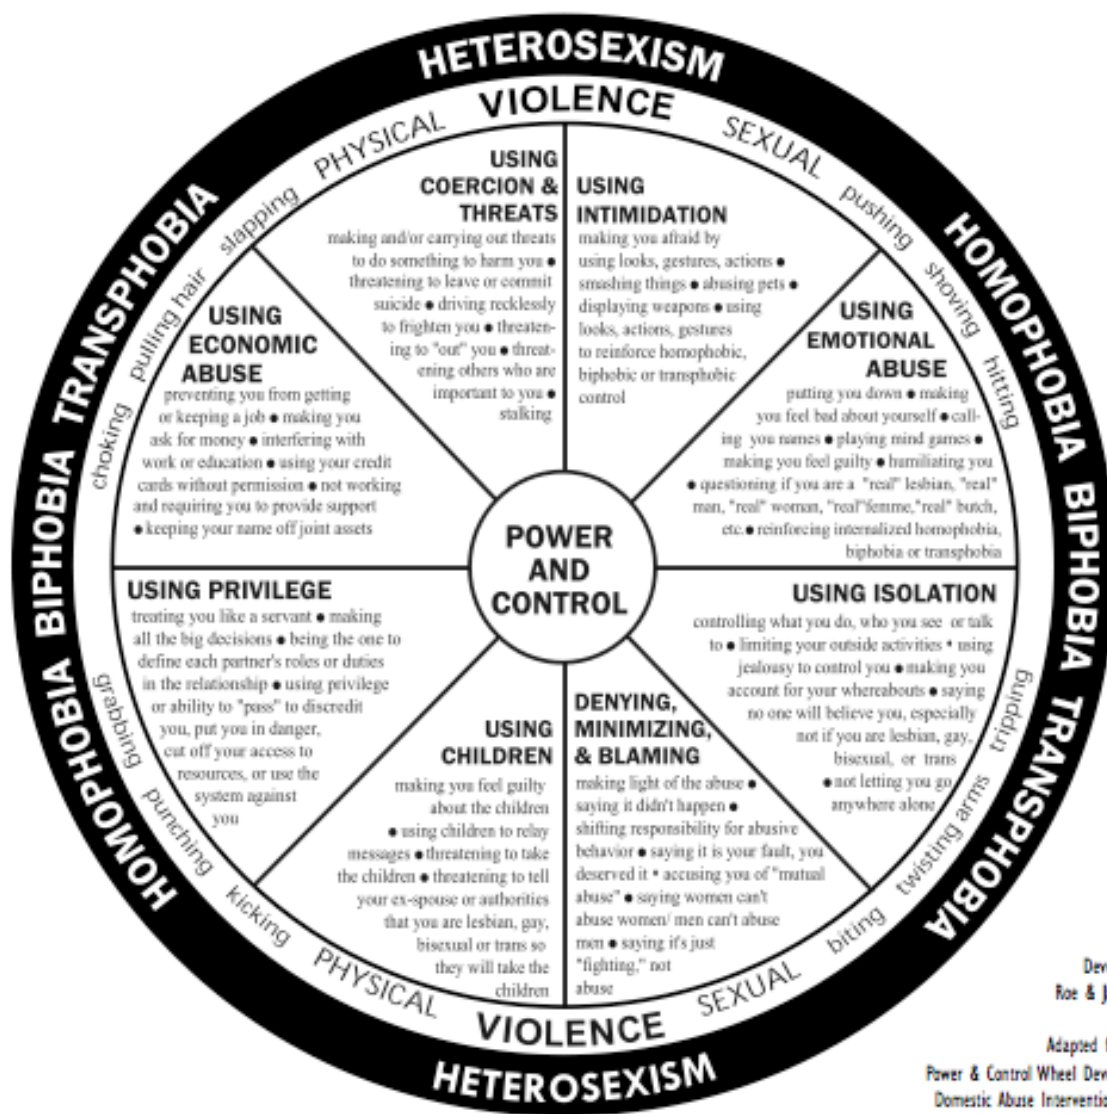 HETEROSEXISM
HOMOPHOBIA BIPHOBIA TRANSPHOBIA
HETEROSEXISM
HOMOPHOBIA BIPHOBIA TRANSPHOBIA
PHYSICAL VIOLENCE SEXUAL
pushing shoving hitting
tripping twisting arms biting
SEXUAL VIOLENCE PHYSICAL
kicking punching grabbing
choking pulling hair slapping
USING
COERCION &
THREATS
making and/or carrying out threats
to do something to harm you ●
threatening to leave or commit
suicide ● driving recklessly
to frighten you ● threaten-
ing to "out" you ● threat-
ening others who are
important to you ●
stalking
USING
INTIMIDATION
making you afraid by
using looks, gestures, actions ●
smashing things ● abusing pets ●
displaying weapons ● using
looks, actions, gestures
to reinforce homophobic,
biphobic or transphobic
control
USING
EMOTIONAL
ABUSE
putting you down ● making
you feel bad about yourself ● call-
ing you names ● playing mind games ●
making you feel guilty ● humiliating you
● questioning if you are a "real" lesbian, "real"
man, "real" woman, "real"femme,"real" butch,
etc.● reinforcing internalized homophobia,
biphobia or transphobia
USING ISOLATION
controlling what you do, who you see or talk
to ● limiting your outside activities * using
jealousy to control you ● making you
account for your whereabouts ● saying
no one will believe you, especially
not if you are lesbian, gay,
bisexual, or trans
● not letting you go
anywhere alone
DENYING,
MINIMIZING,
& BLAMING
making light of the abuse ●
saying it didn't happen ●
shifting responsibility for abusive
behavior ● saying it is your fault, you
deserved it * accusing you of "mutual
abuse" ● saying women can't
abuse women/ men can't abuse
men ● saying it's just
"fighting," not
abuse
USING
CHILDREN
making you feel guilty
about the children
● using children to relay
messages ● threatening to take
the children ● threatening to tell
your ex-spouse or authorities
that you are lesbian, gay,
bisexual or trans so
they will take the
children
USING PRIVILEGE
treating you like a servant ● making
all the big decisions ● being the one to
define each partner's roles or duties
in the relationship ● using privilege
or ability to "pass" to discredit
you, put you in danger,
cut off your access to
resources, or use the
system against
you
USING
ECONOMIC
ABUSE
preventing you from getting
or keeping a job ● making you
ask for money ● interfering with
work or education ● using your credit
cards without permission ● not working
and requiring you to provide support
● keeping your name off joint assets
POWER
AND
CONTROL
Roe &
Adapted
Power & Control Wheel
Domestic Abuse